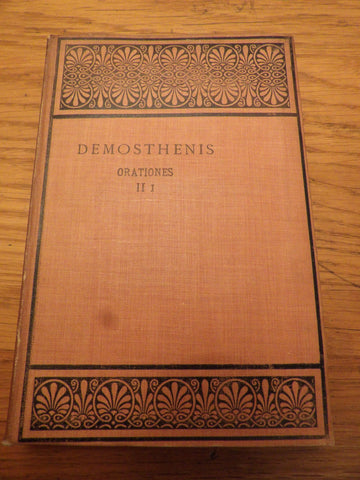 DEMOSTHENIS
ORATIONES
II 1